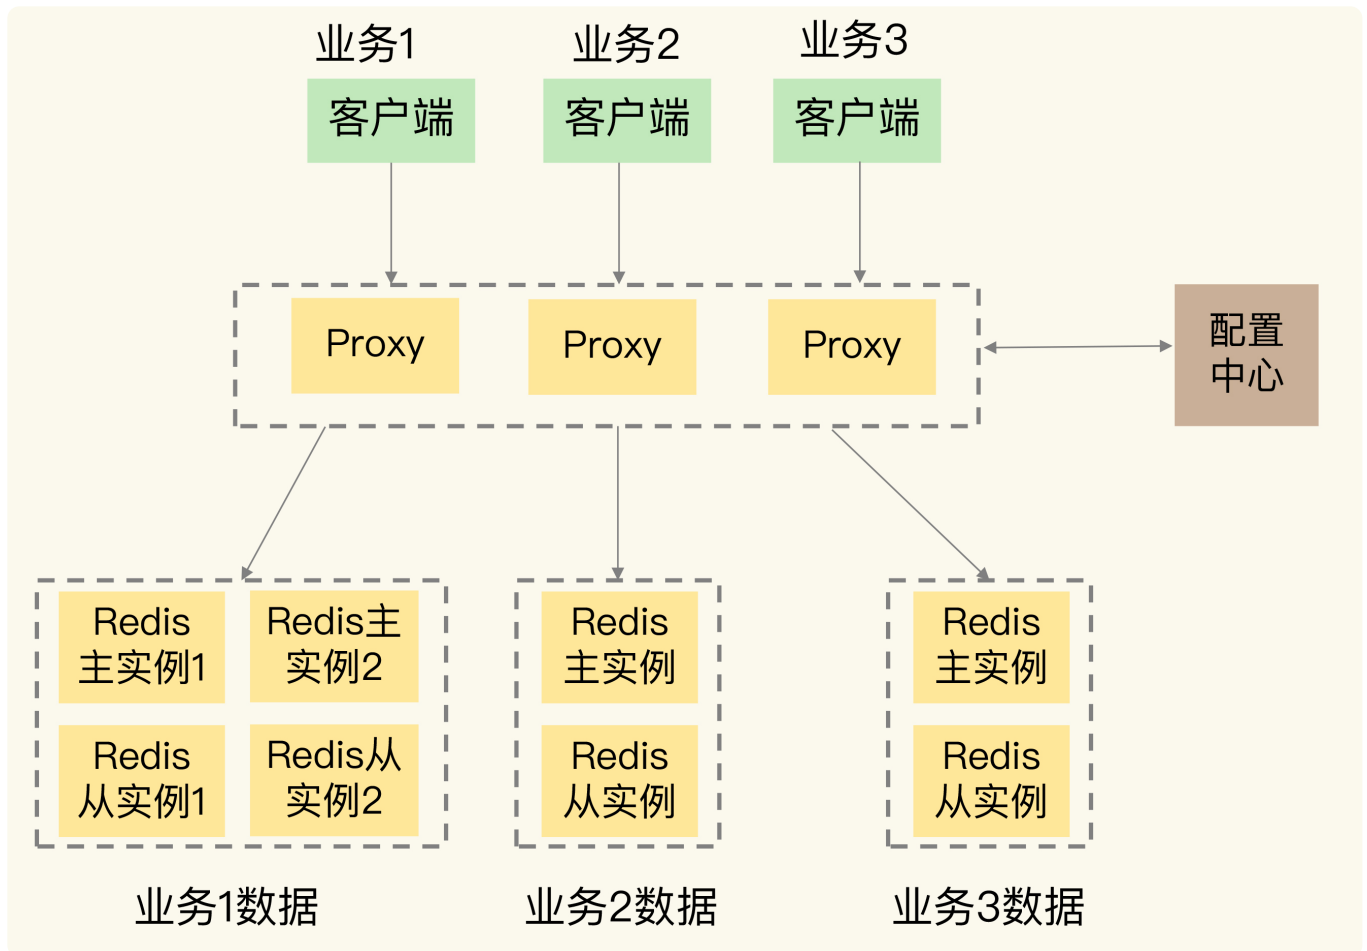 业务1
业务2
业务3
客户端
客户端
客户端
Proxy
Proxy
Proxy
配置
中心
Redis
主实例1
Redis主
实例2
Redis
主实例
Redis
主实例
Redis
从实例1
Redis从
实例2
Redis
从实例
Redis
从实例
业务1数据
业务2数据
业务3数据